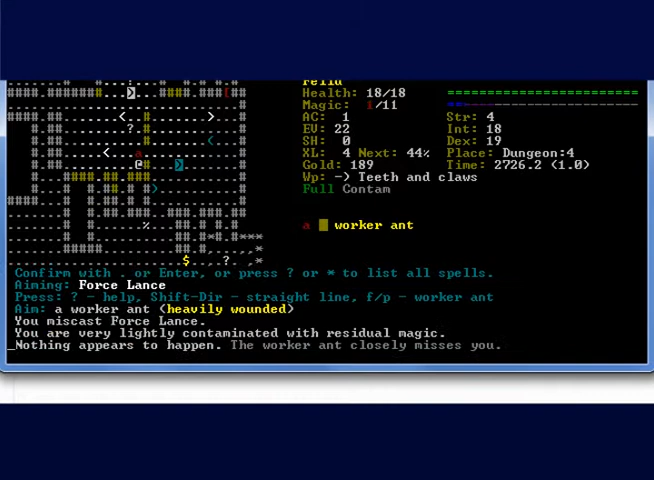 Felid
Health: 18/18
Magic: 1/11
AC: 1 Str: 4
EV: 22 Int: 18
SH: 0 Dex: 19
XL: 4 Next: 44% Place: Dungeon:4
Gold: 189 Time: 2726.2 (1.0)
Wp: -) Teeth and claws
Full Contam
a worker ant
Confirm with . or Enter, or press ? or * to list all spells.
Aiming: Force Lance
Press: ? - help, Shift-Dir - straight line, f/p - worker ant
Aim: a worker ant (heavily wounded)
You miscast Force Lance.
You are very lightly contaminated with residual magic.
_Nothing appears to happen. The worker ant closely misses you.